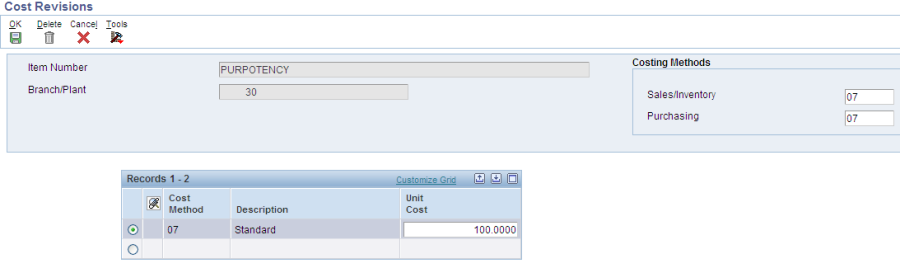 Cost Revisions
OK Delete Cancel Tools
Item Number PURPOTENCY
Branch/Plant 30
Costing Methods
Sales/Inventory 07
Purchasing 07
Records 1 - 2 Customize Grid
Cost Method Description Unit Cost
07 Standard 100.0000